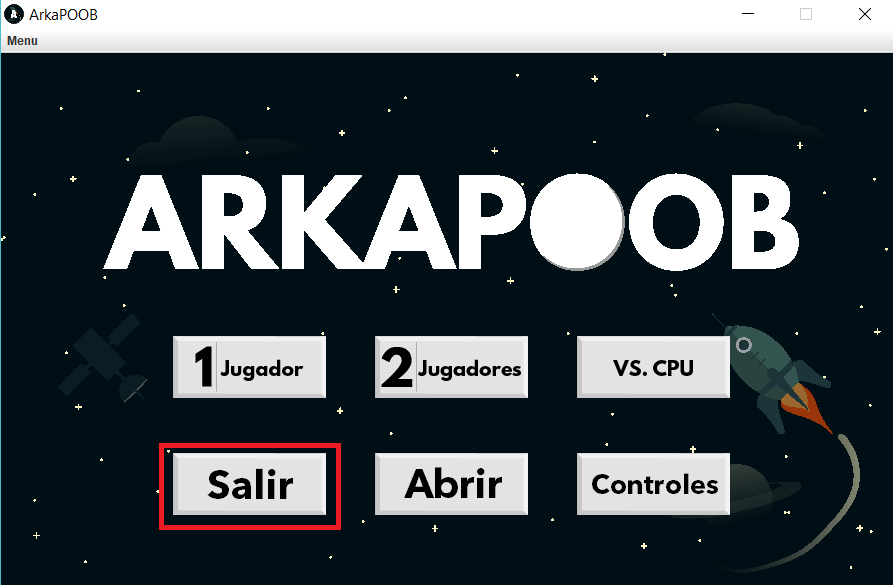 ArkaPOOB
Menu
ARKAPOOB
1 Jugador
2 Jugadores
VS. CPU
Salir
Abrir
Controles